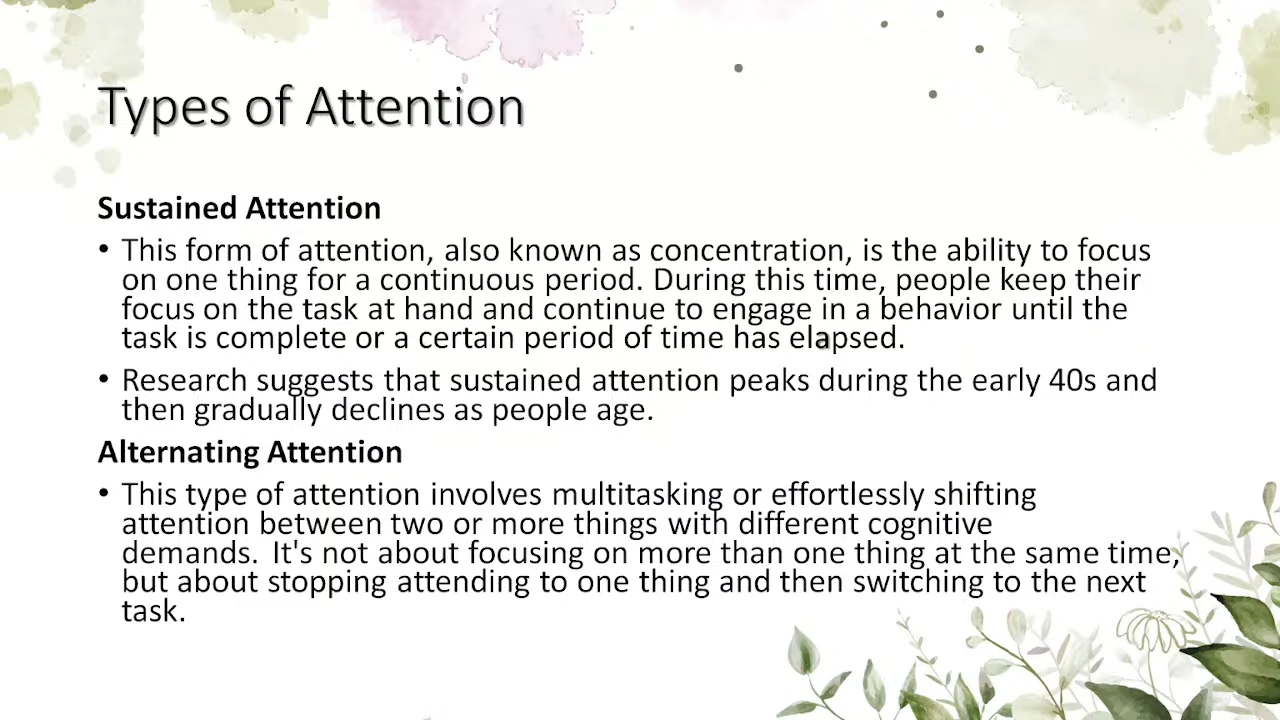 Types of Attention
Sustained Attention
• This form of attention, also known as concentration, is the ability to focus
on one thing for a continuous period. During this time, people keep their
focus on the task at hand and continue to engage in a behavior until the
task is complete or a certain period of time has elapsed.
• Research suggests that sustained attention peaks during the early 40s and
then gradually declines as people age.
Alternating Attention
• This type of attention involves multitasking or effortlessly shifting
attention between two or more things with different cognitive
demands. It's not about focusing on more than one thing at the same time,
but about stopping attending to one thing and then switching to the next
task.